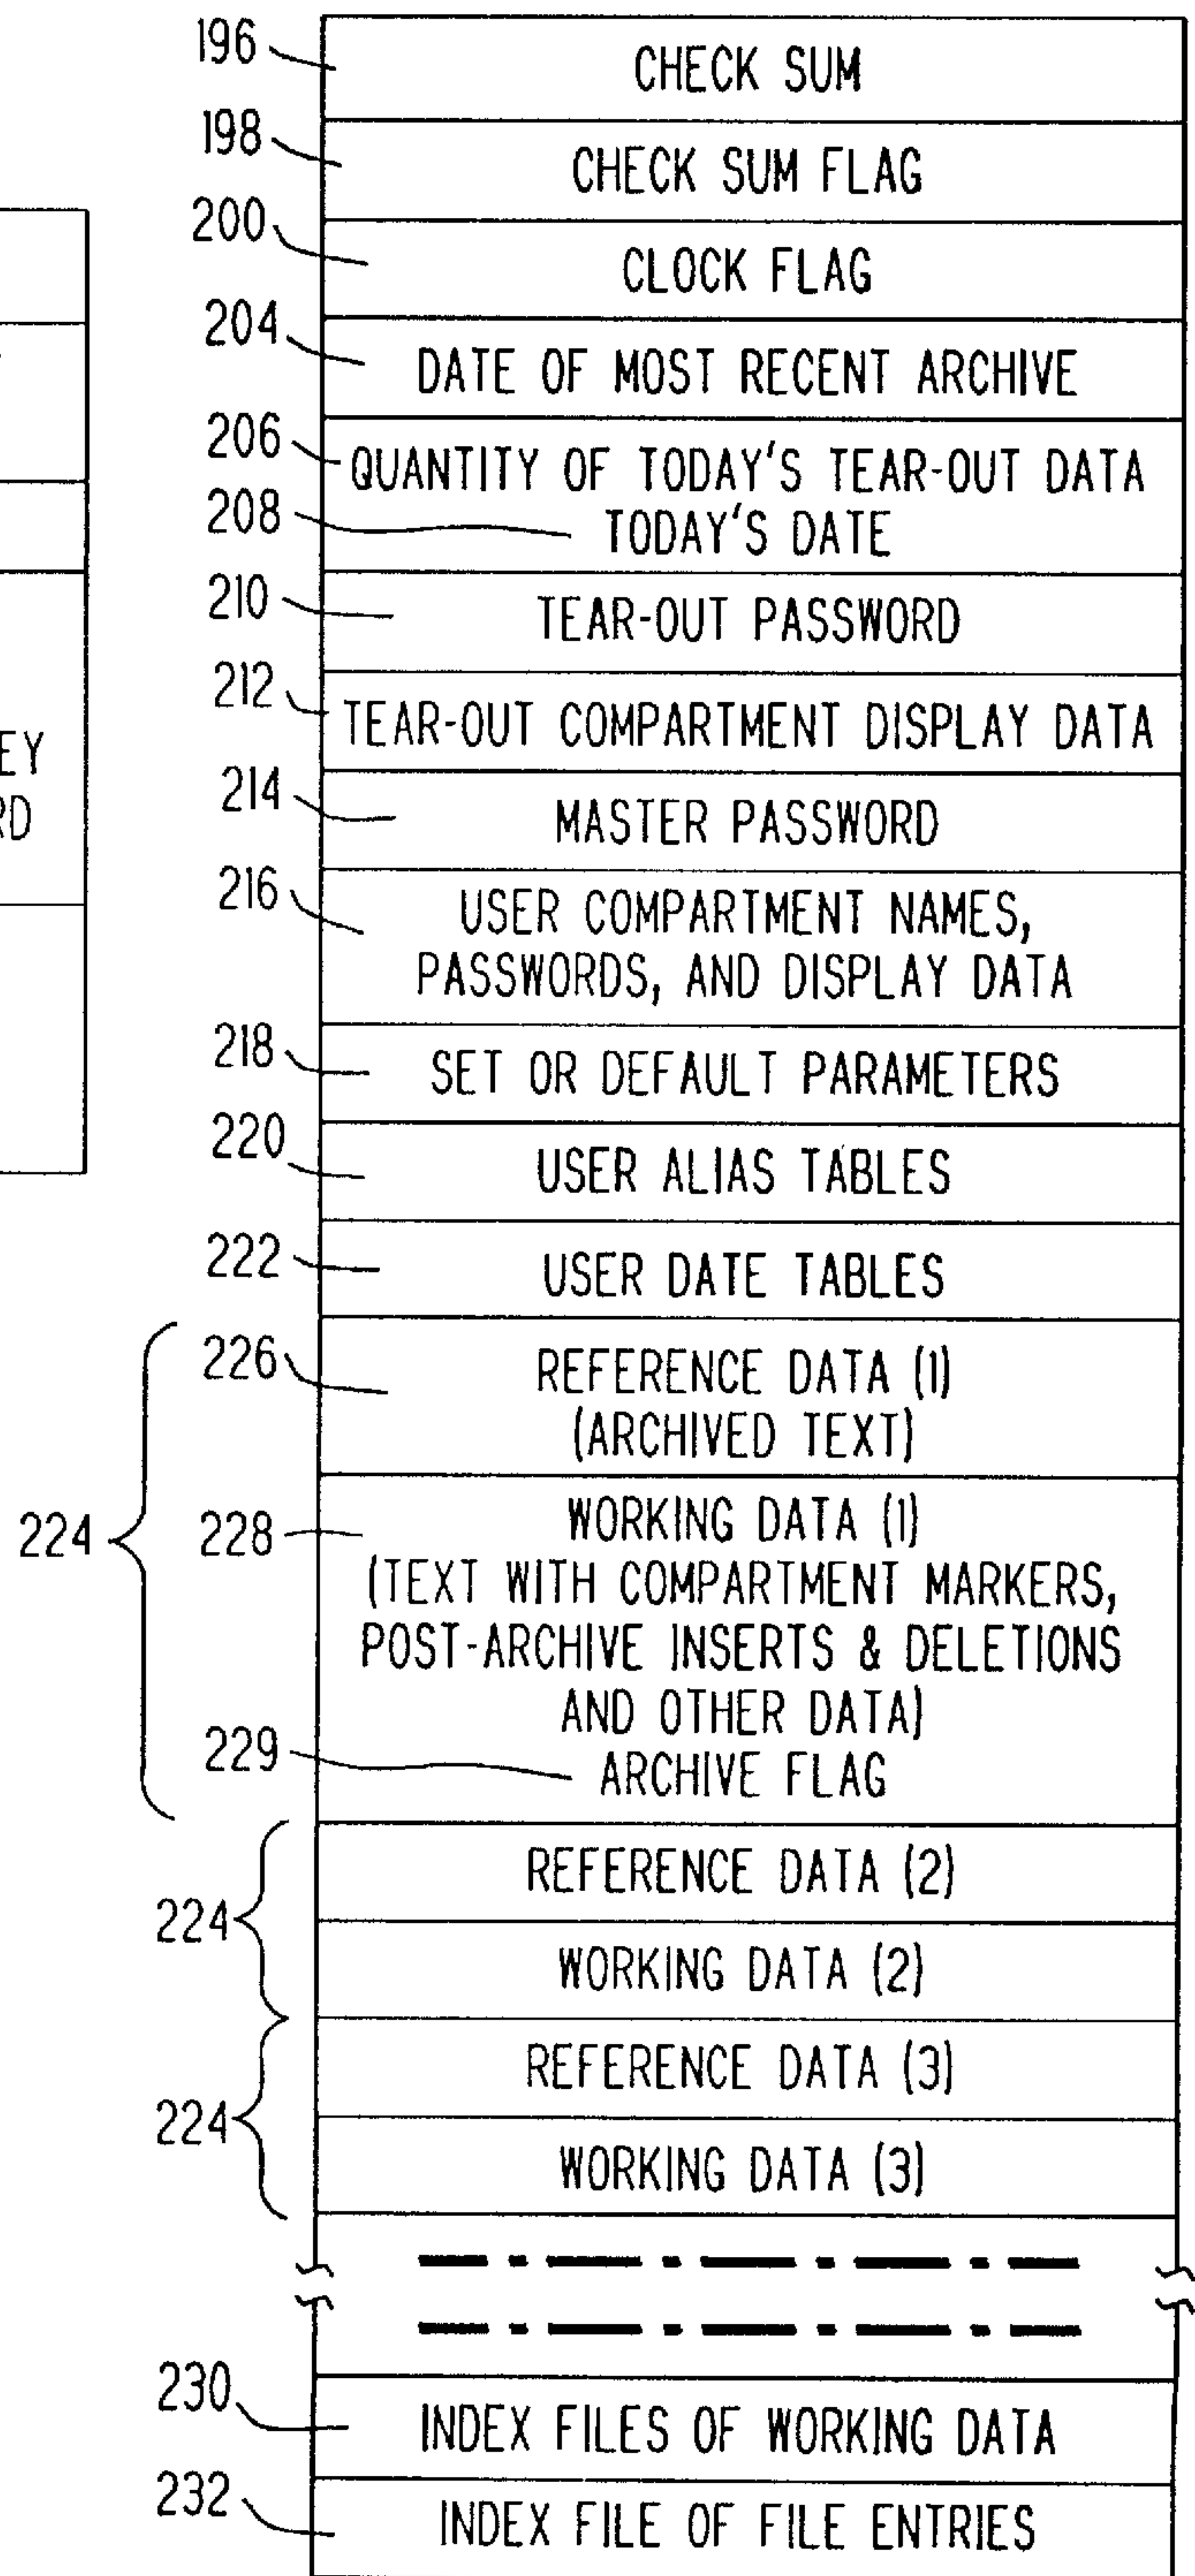 196 CHECK SUM
198 CHECK SUM FLAG
200 CLOCK FLAG
204 DATE OF MOST RECENT ARCHIVE
206 QUANTITY OF TODAY'S TEAR-OUT DATA
208 TODAY'S DATE
210 TEAR-OUT PASSWORD
212 TEAR-OUT COMPARTMENT DISPLAY DATA
EY
RD
214 MASTER PASSWORD
216 USER COMPARTMENT NAMES,
PASSWORDS, AND DISPLAY DATA
218 SET OR DEFAULT PARAMETERS
220 USER ALIAS TABLES
222 USER DATE TABLES
224
226 REFERENCE DATA (1)
(ARCHIVED TEXT)
228 WORKING DATA (1)
(TEXT WITH COMPARTMENT MARKERS,
POST-ARCHIVE INSERTS & DELETIONS
AND OTHER DATA)
229 ARCHIVE FLAG
224
REFERENCE DATA (2)
WORKING DATA (2)
224
REFERENCE DATA (3)
WORKING DATA (3)
230 INDEX FILES OF WORKING DATA
232 INDEX FILE OF FILE ENTRIES